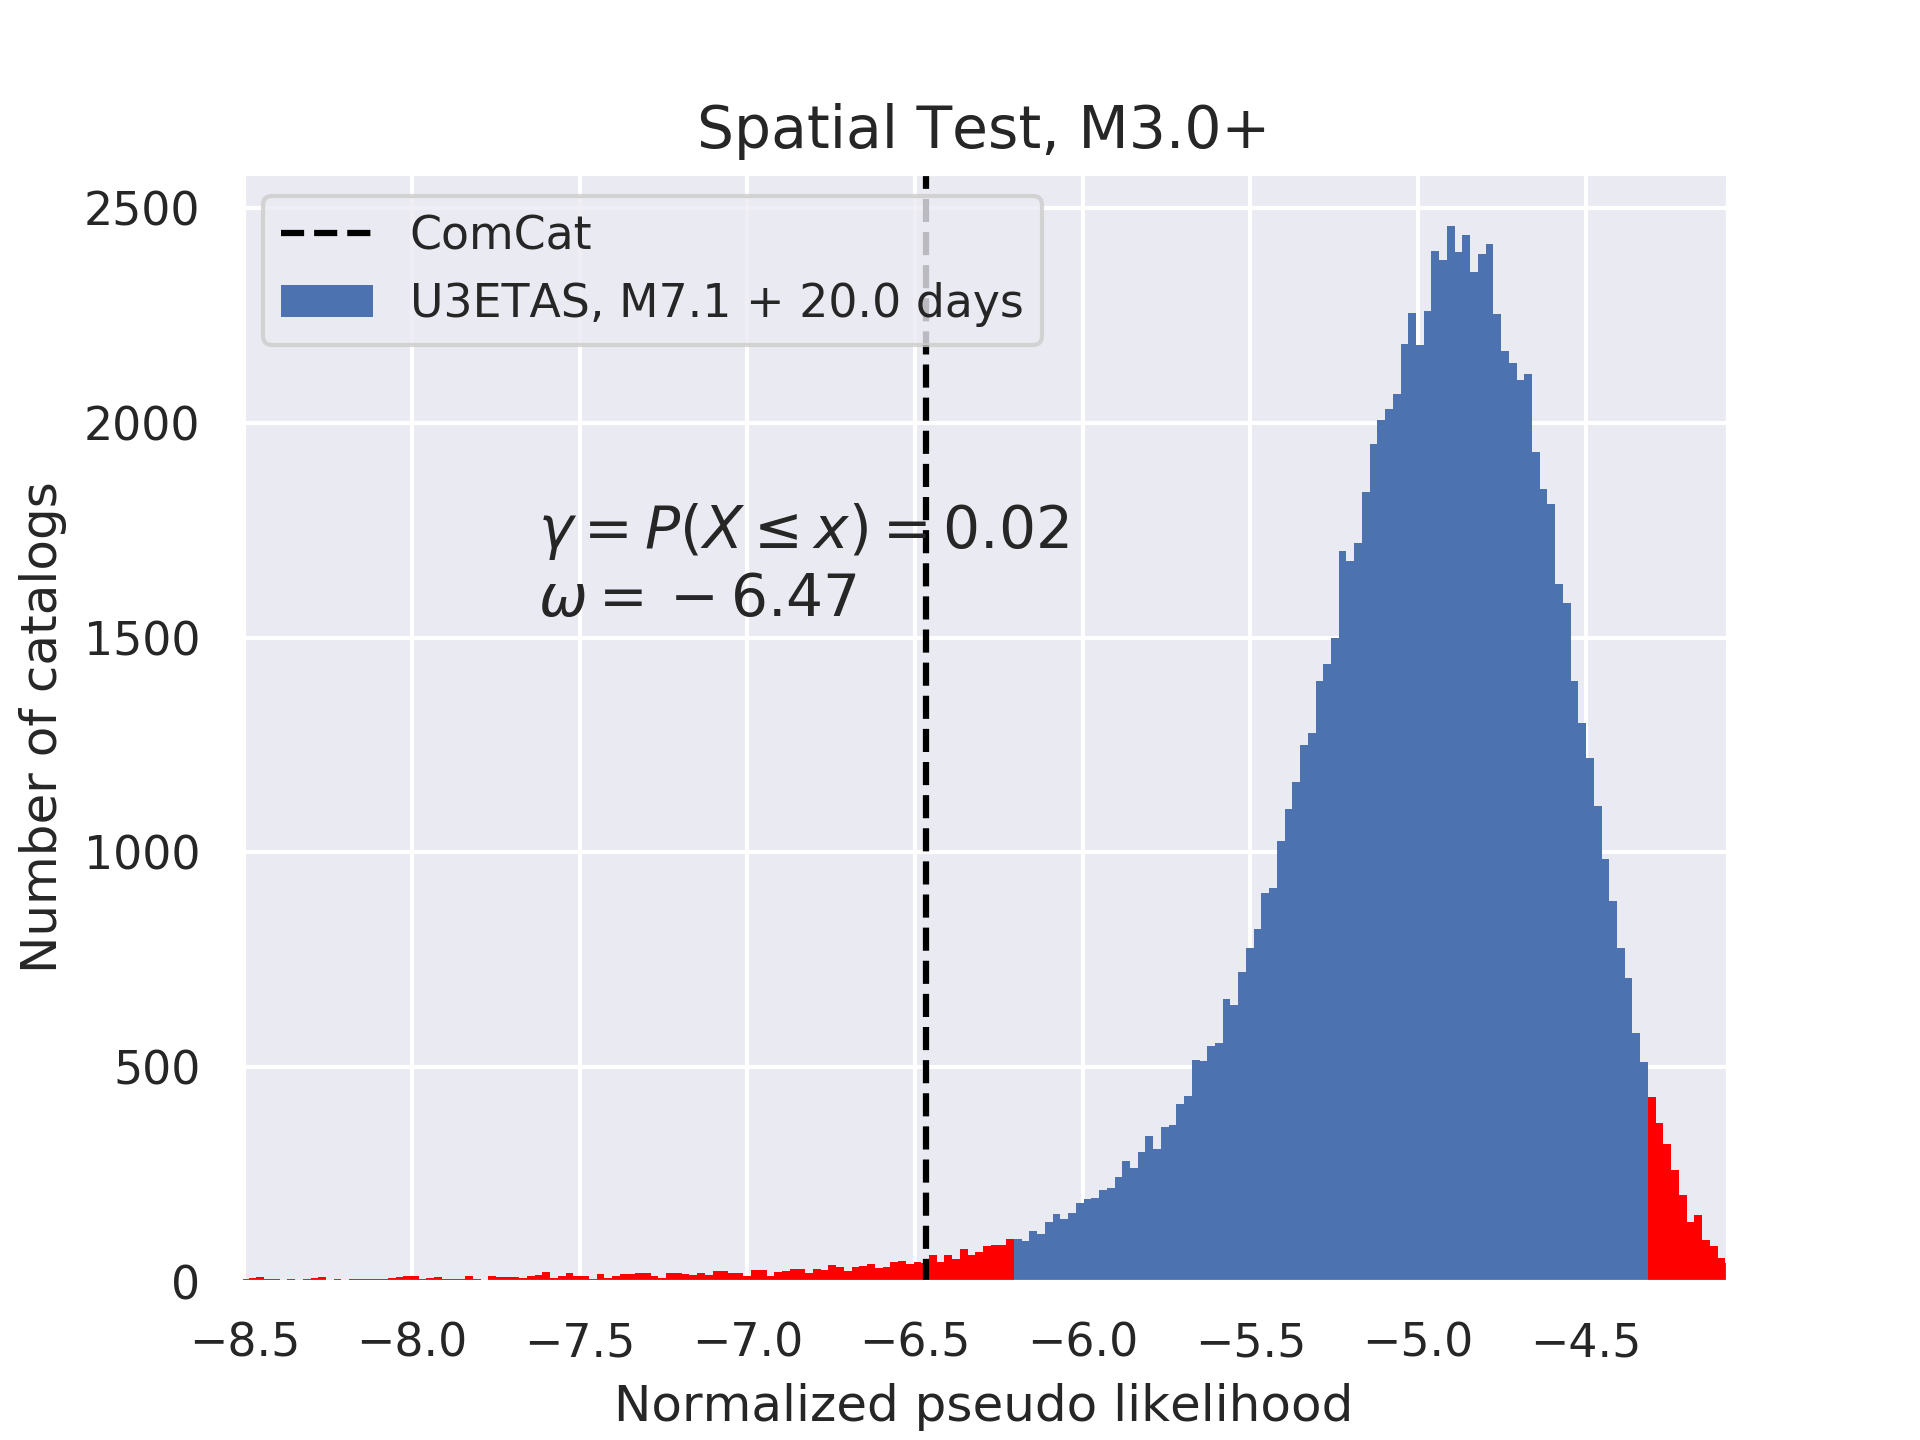 Spatial Test, M3.0+
ComCat
U3ETAS, M7.1 + 20.0 days
γ = P(X ≤ x) = 0.02
ω = −6.47
Number of catalogs
2500
2000
1500
1000
500
0
−8.5 −8.0 −7.5 −7.0 −6.5 −6.0 −5.5 −5.0 −4.5
Normalized pseudo likelihood